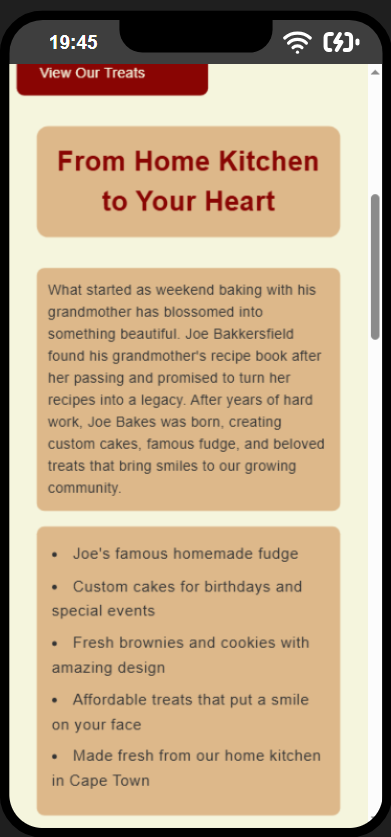 19:45
View Our Treats
From Home Kitchen
to Your Heart
What started as weekend baking with his
grandmother has blossomed into
something beautiful. Joe Bakkersfield
found his grandmother's recipe book after
her passing and promised to turn her
recipes into a legacy. After years of hard
work, Joe Bakes was born, creating
custom cakes, famous fudge, and beloved
treats that bring smiles to our growing
community.
• Joe's famous homemade fudge
• Custom cakes for birthdays and
special events
• Fresh brownies and cookies with
amazing design
• Affordable treats that put a smile
on your face
• Made fresh from our home kitchen
in Cape Town